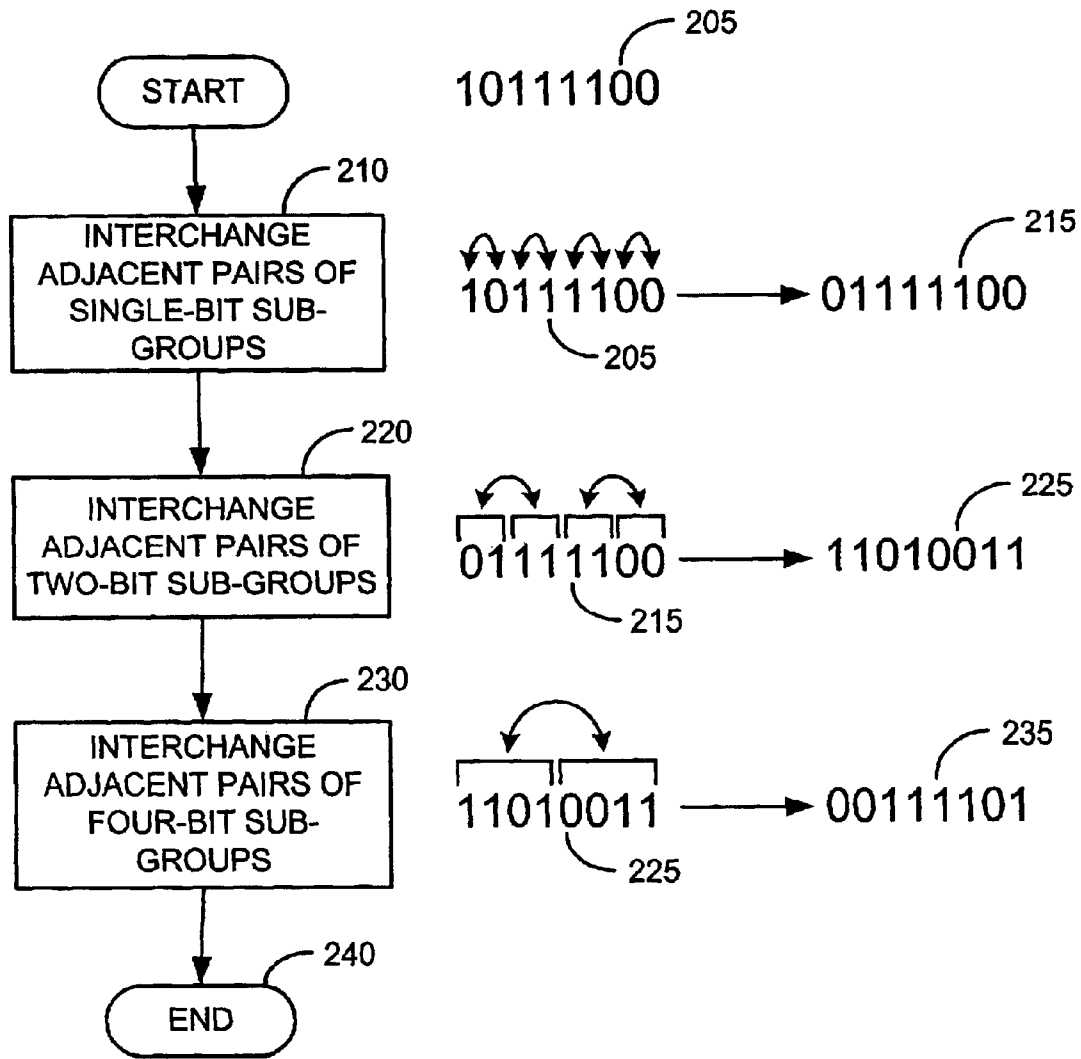 205
START
10111100
210
INTERCHANGE
ADJACENT PAIRS OF
SINGLE-BIT SUB-
GROUPS
215
10111100
01111100
205
220
INTERCHANGE
ADJACENT PAIRS OF
TWO-BIT SUB-GROUPS
225
01111100
11010011
215
230
INTERCHANGE
ADJACENT PAIRS OF
FOUR-BIT SUB-
GROUPS
235
11010011
00111101
225
240
END